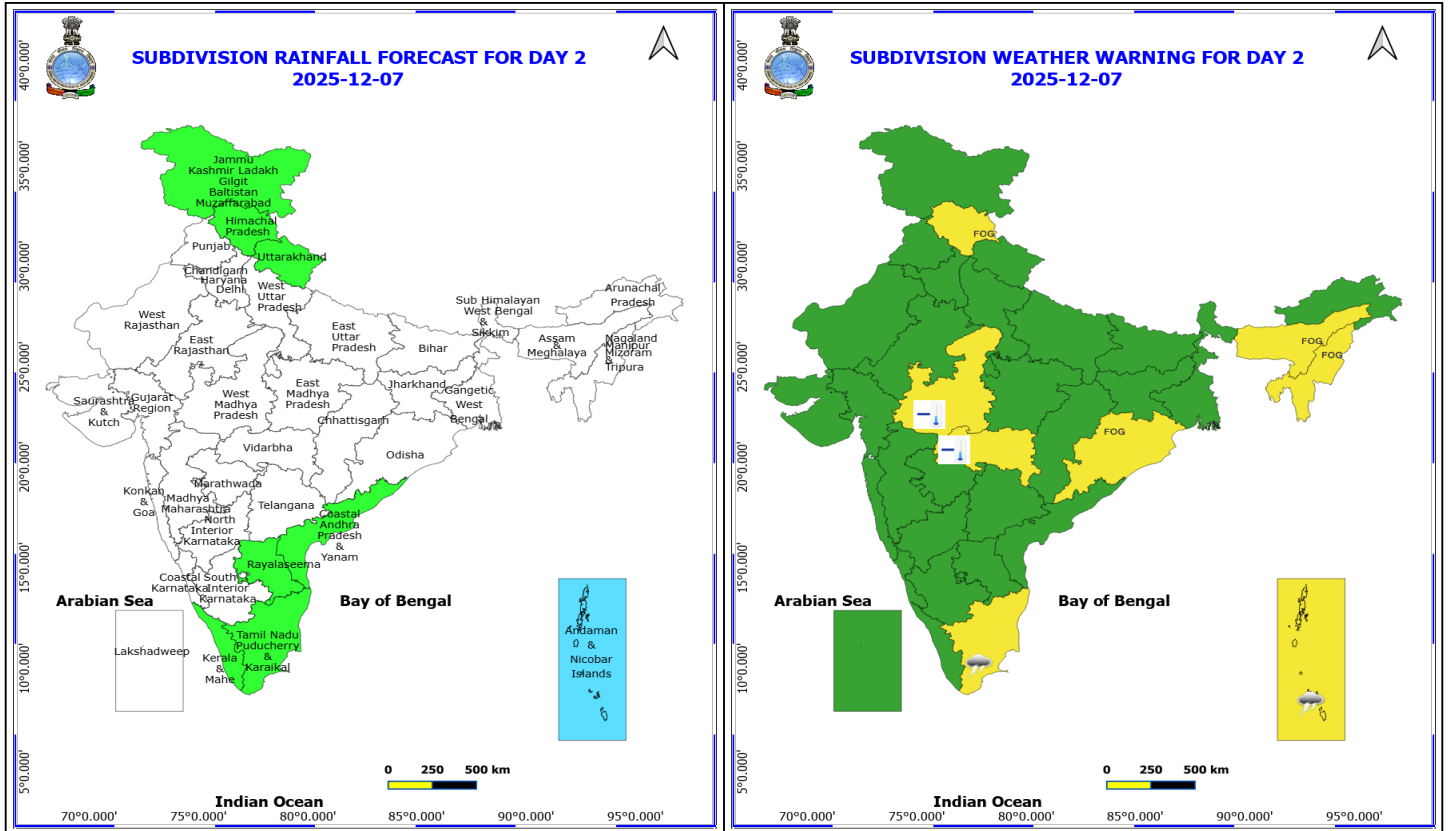 SUBDIVISION RAINFALL FORECAST FOR DAY 2
2025-12-07
40°0.000'
35°0.000'
30°0.000'
25°0.000'
20°0.000'
15°0.000'
10°0.000'
5°0.000'
Jammu
Kashmir Ladakh
Gilgit
Baltistan
Muzaffarabad
Himachal
Pradesh
Punjab
Uttarakhand
Chandigarh
Haryana
Delhi
West
Uttar
Pradesh
West
Rajasthan
East
Rajasthan
East
Uttar
Pradesh
Bihar
Sub Himalayan
West Bengal
&
Sikkim
Arunachal
Pradesh
Assam
&
Meghalaya
Nagaland
Manipur
Mizoram
&
Tripura
Saurashtra
&
Kutch
Gujarat
Region
West
Madhya
Pradesh
East
Madhya
Pradesh
Jharkhand
Gangetic
West
Bengal
Chhattisgarh
Vidarbha
Odisha
Konkan
&
Goa
Madhya
Maharashtra
Marathwada
Telangana
North
Interior
Karnataka
Coastal
Andhra
Pradesh
&
Yanam
Rayalaseema
Coastal
Karnataka
South
Interior
Karnataka
Arabian Sea
Bay of Bengal
Lakshadweep
Kerala
&
Mahe
Tamil Nadu
Puducherry
&
Karaikal
Andaman
&
Nicobar
Islands
0 250 500 km
Indian Ocean
70°0.000' 75°0.000' 80°0.000' 85°0.000' 90°0.000' 95°0.000'
SUBDIVISION WEATHER WARNING FOR DAY 2
2025-12-07
40°0.000'
35°0.000'
30°0.000'
25°0.000'
20°0.000'
15°0.000'
10°0.000'
5°0.000'
FOG
FOG
FOG
FOG
Arabian Sea
Bay of Bengal
0 250 500 km
Indian Ocean
70°0.000' 75°0.000' 80°0.000' 85°0.000' 90°0.000' 95°0.000'